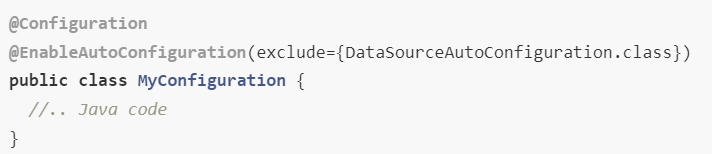 @Configuration
@EnableAutoConfiguration(exclude={DataSourceAutoConfiguration.class})
public class MyConfiguration {
//.. Java code
}